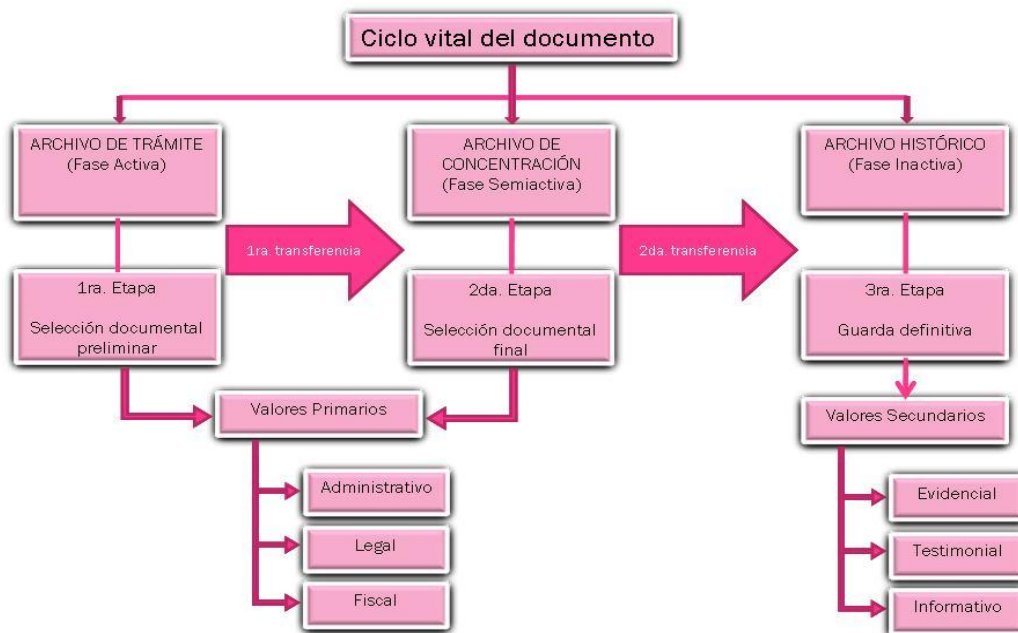 Ciclo vital del documento
ARCHIVO DE TRÁMITE
(Fase Activa)
ARCHIVO DE
CONCENTRACIÓN
(Fase Semiactiva)
ARCHIVO HISTÓRICO
(Fase Inactiva)
1ra. transferencia
2da. transferencia
1ra. Etapa
Selección documental
preliminar
2da. Etapa
Selección documental
final
3ra. Etapa
Guarda definitiva
Valores Primarios
Administrativo
Legal
Fiscal
Valores Secundarios
Evidencial
Testimonial
Informativo